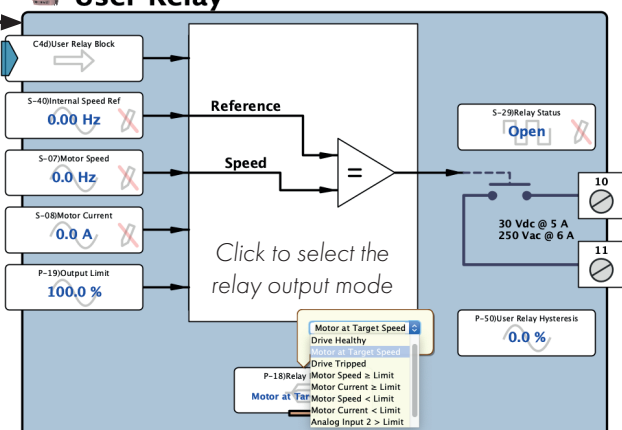 User Relay
C4d)User Relay Block
S-40)Internal Speed Ref
0.00 Hz
Reference
S-29)Relay Status
Open
S-07)Motor Speed
0.0 Hz
Speed
=
10
30 Vdc @ 5 A
250 Vac @ 6 A
S-08)Motor Current
0.0 A
11
Click to select the
relay output mode
P-19)Output Limit
100.0 %
P-50)User Relay Hysteresis
0.0 %
Motor at Target Speed
Drive Healthy
Motor at Target Speed
Drive Tripped
Motor Speed ≥ Limit
Motor Current ≥ Limit
Motor Speed < Limit
Motor Current < Limit
Analog Input 2 > Limit
P-18)Relay
Motor at Tar